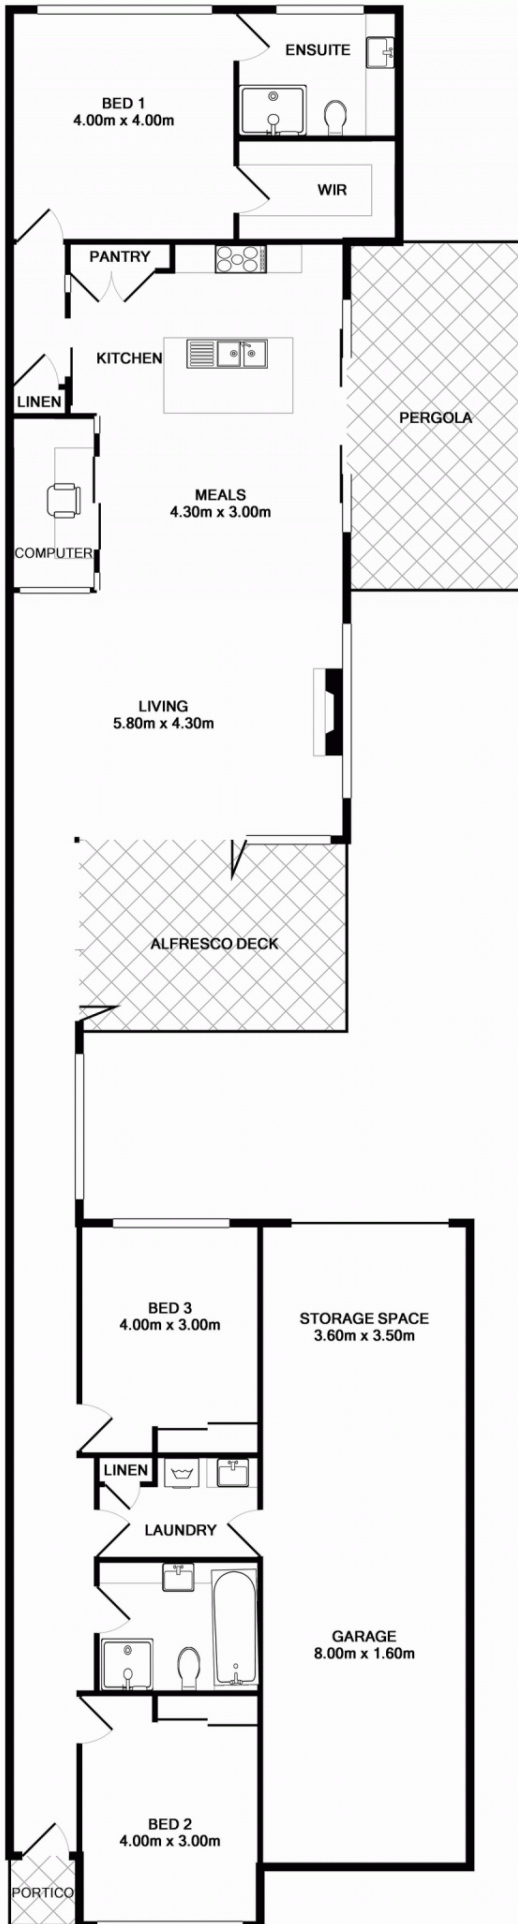 ENSUITE
BED 1
4.00m x 4.00m
WIR
PANTRY
KITCHEN
LINEN
PERGOLA
MEALS
4.30m x 3.00m
COMPUTER
LIVING
5.80m x 4.30m
ALFRESCO DECK
BED 3
4.00m x 3.00m
STORAGE SPACE
3.60m x 3.50m
LINEN
LAUNDRY
GARAGE
8.00m x 1.60m
BED 2
4.00m x 3.00m
PORTICO